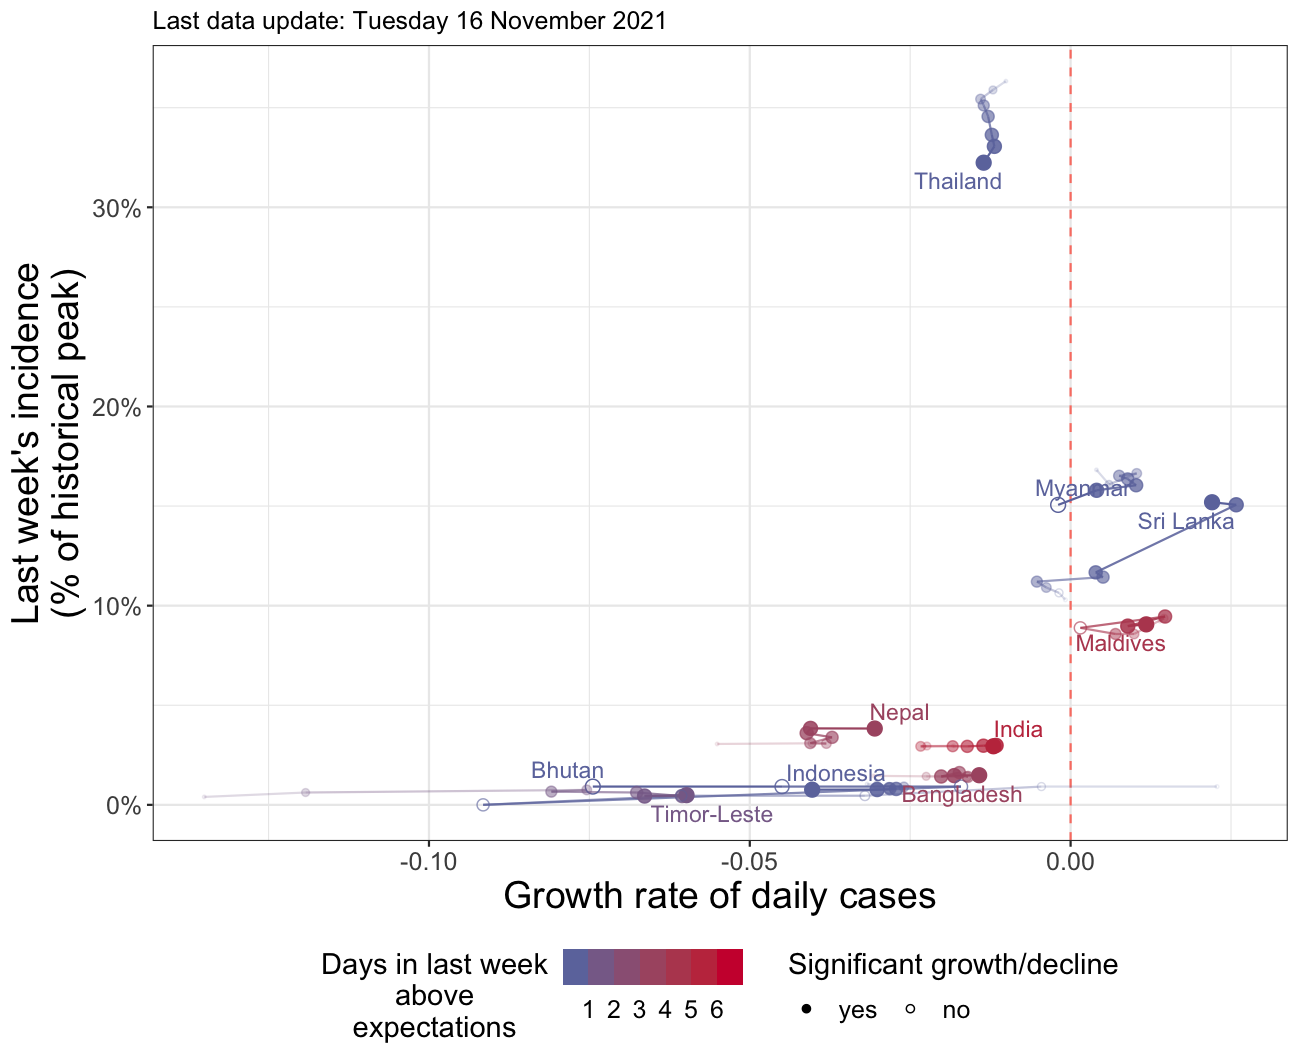 Last data update: Tuesday 16 November 2021
Last week's incidence
(% of historical peak)
30%
20%
10%
0%
Thailand
Myanmar
Sri Lanka
Maldives
Nepal
India
Bhutan
Indonesia
Bangladesh
Timor-Leste
-0.10
-0.05
0.00
Growth rate of daily cases
Days in last week
above
expectations
1 2 3 4 5 6
Significant growth/decline
yes
no